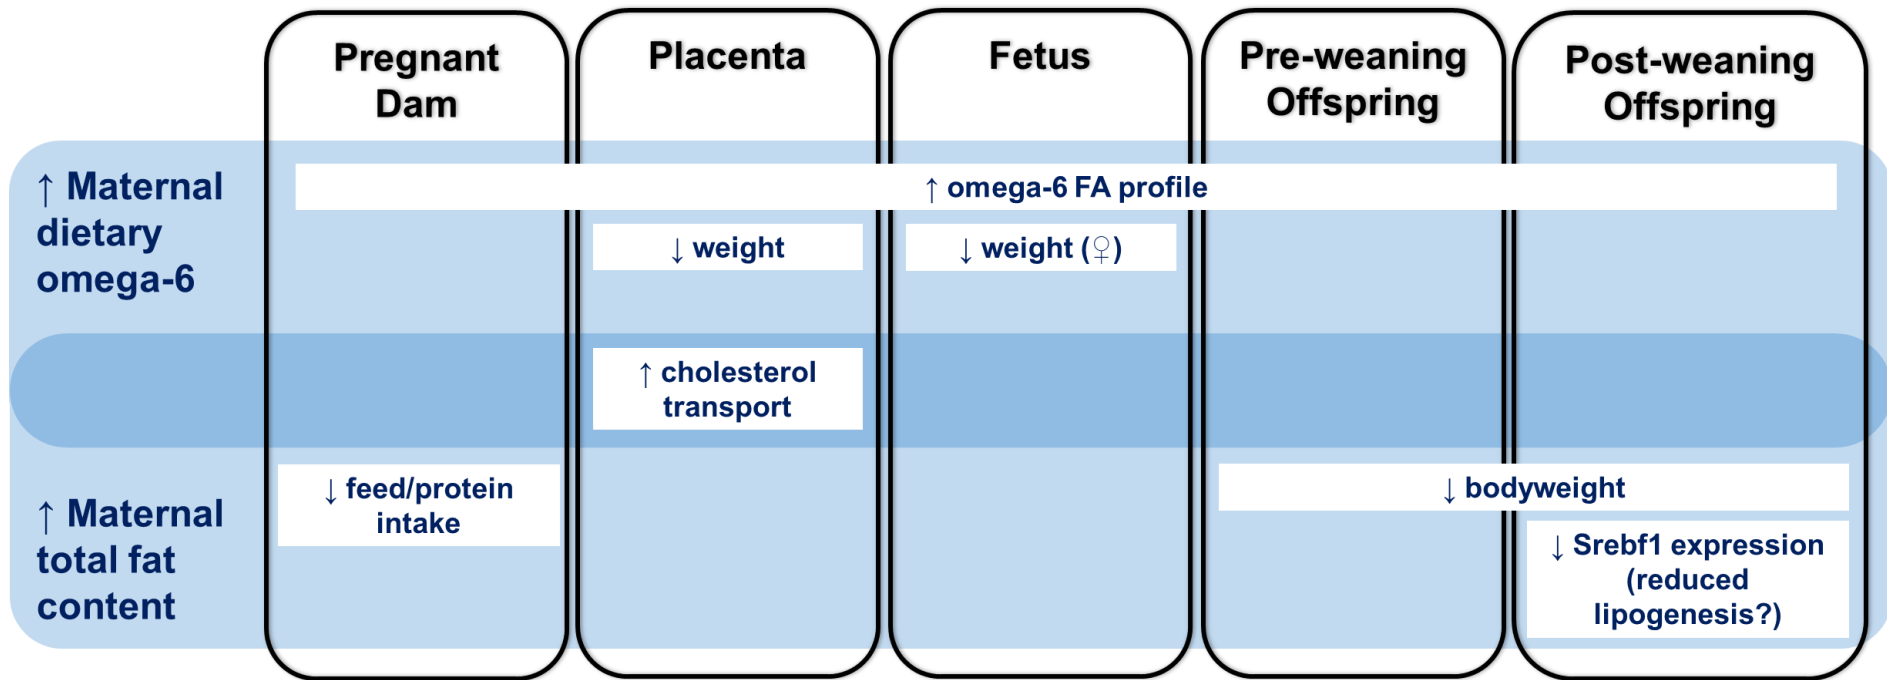 Pregnant
Dam
Placenta
Fetus
Pre-weaning
Offspring
Post-weaning
Offspring
↑ Maternal
dietary
omega-6
↑ omega-6 FA profile
↓ weight
↓ weight (♀)
↑ cholesterol
transport
↑ Maternal
total fat
content
↓ feed/protein
intake
↓ bodyweight
↓ Srebf1 expression
(reduced
lipogenesis?)